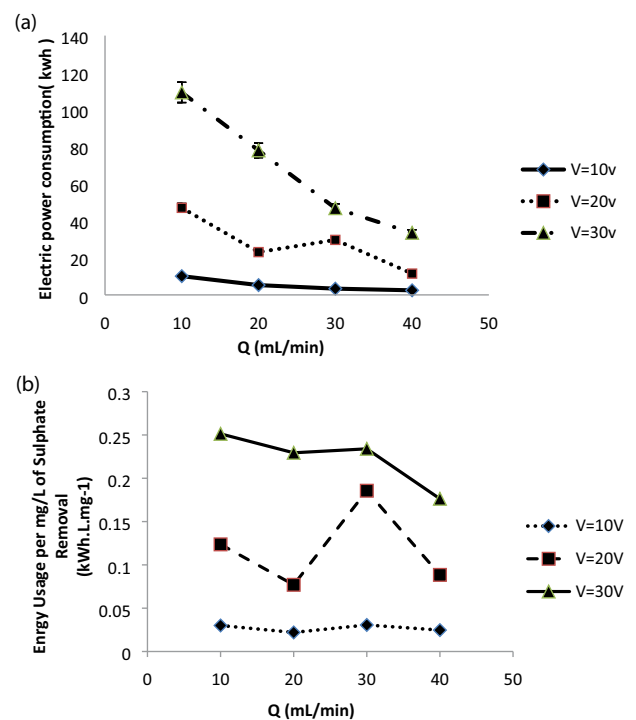 (a)
140
120
100
80
60
40
20
0
Electric power consumption( kwh )
0 10 20 30 40 50
Q (mL/min)
V=10v
V=20v
V=30v
(b)
0.3
0.25
0.2
0.15
0.1
0.05
0
Enrgy Usage per mg/L of Sulphate
Removal
(kWh.L.mg-1)
0 10 20 30 40 50
Q (mL/min)
V=10V
V=20V
V=30V